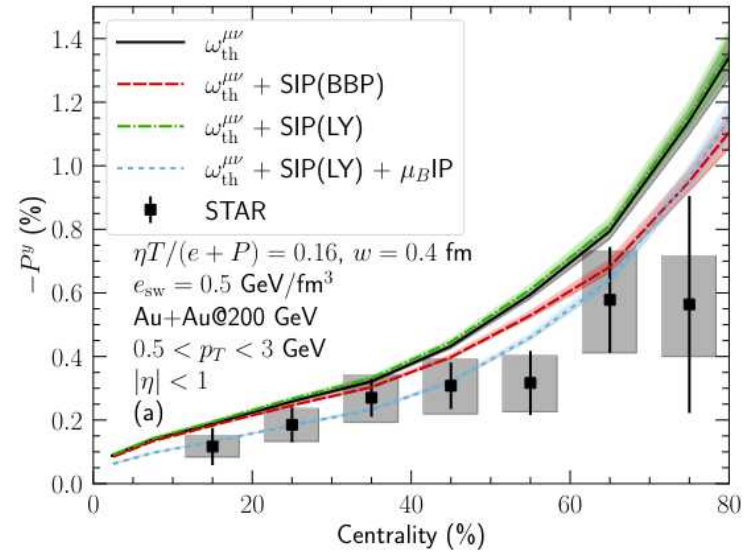 1.4
1.2
1.0
0.8
0.6
0.4
0.2
0.0
−P^y (%)
ω_th^{μν}
ω_th^{μν} + SIP(BBP)
ω_th^{μν} + SIP(LY)
ω_th^{μν} + SIP(LY) + μ_B IP
STAR
ηT/(e + P) = 0.16, w = 0.4 fm
e_sw = 0.5 GeV/fm³
Au+Au@200 GeV
0.5 < p_T < 3 GeV
|η| < 1
(a)
0 20 40 60 80
Centrality (%)